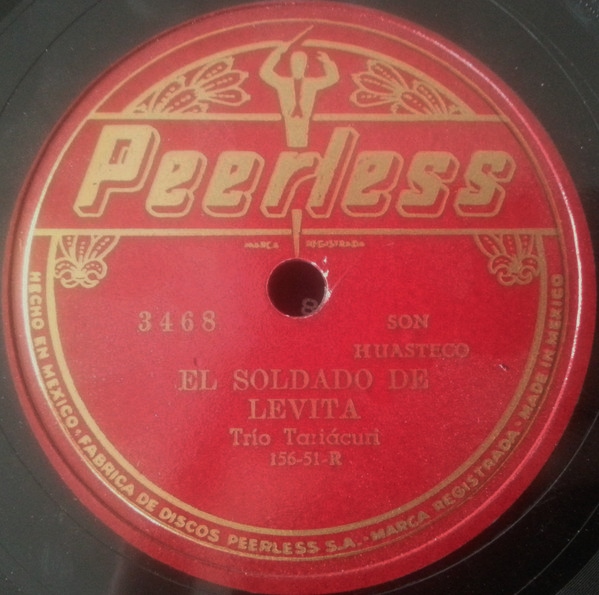 Peerless
MARCA REGISTRADA
3468
SON
HUASTECO
EL SOLDADO DE
LEVITA
Trío Tariácuri
156-51-R
HECHO EN MEXICO · FABRICA DE DISCOS PEERLESS S.A. · MARCA REGISTRADA · MADE IN MEXICO